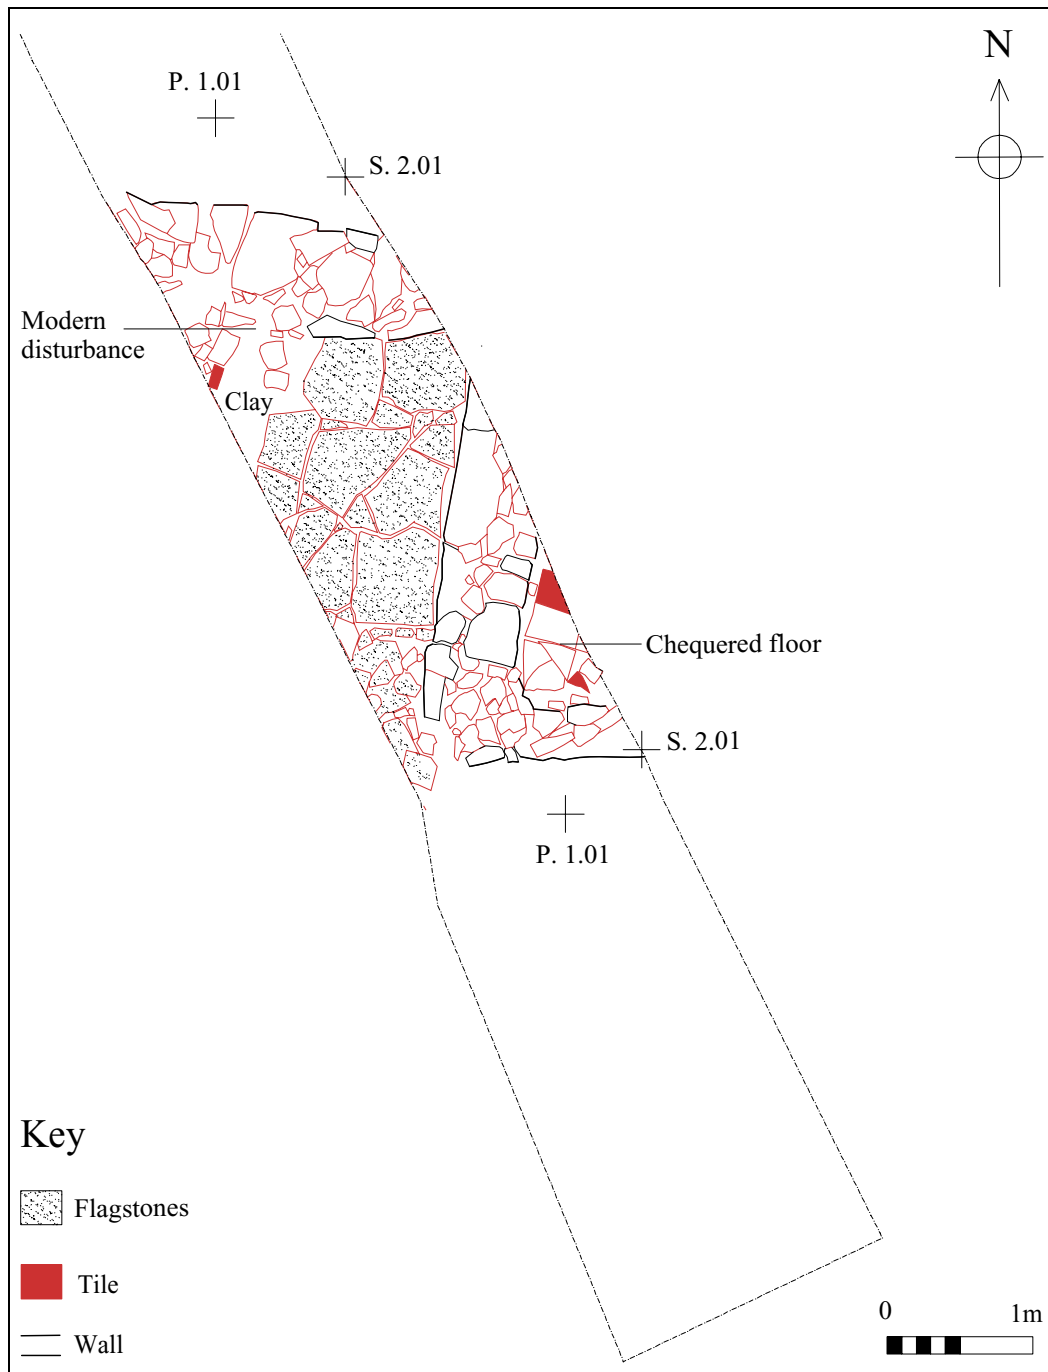 P. 1.01
N
S. 2.01
Modern
disturbance
Clay
Chequered floor
S. 2.01
P. 1.01
Key
Flagstones
Tile
Wall
0 1m